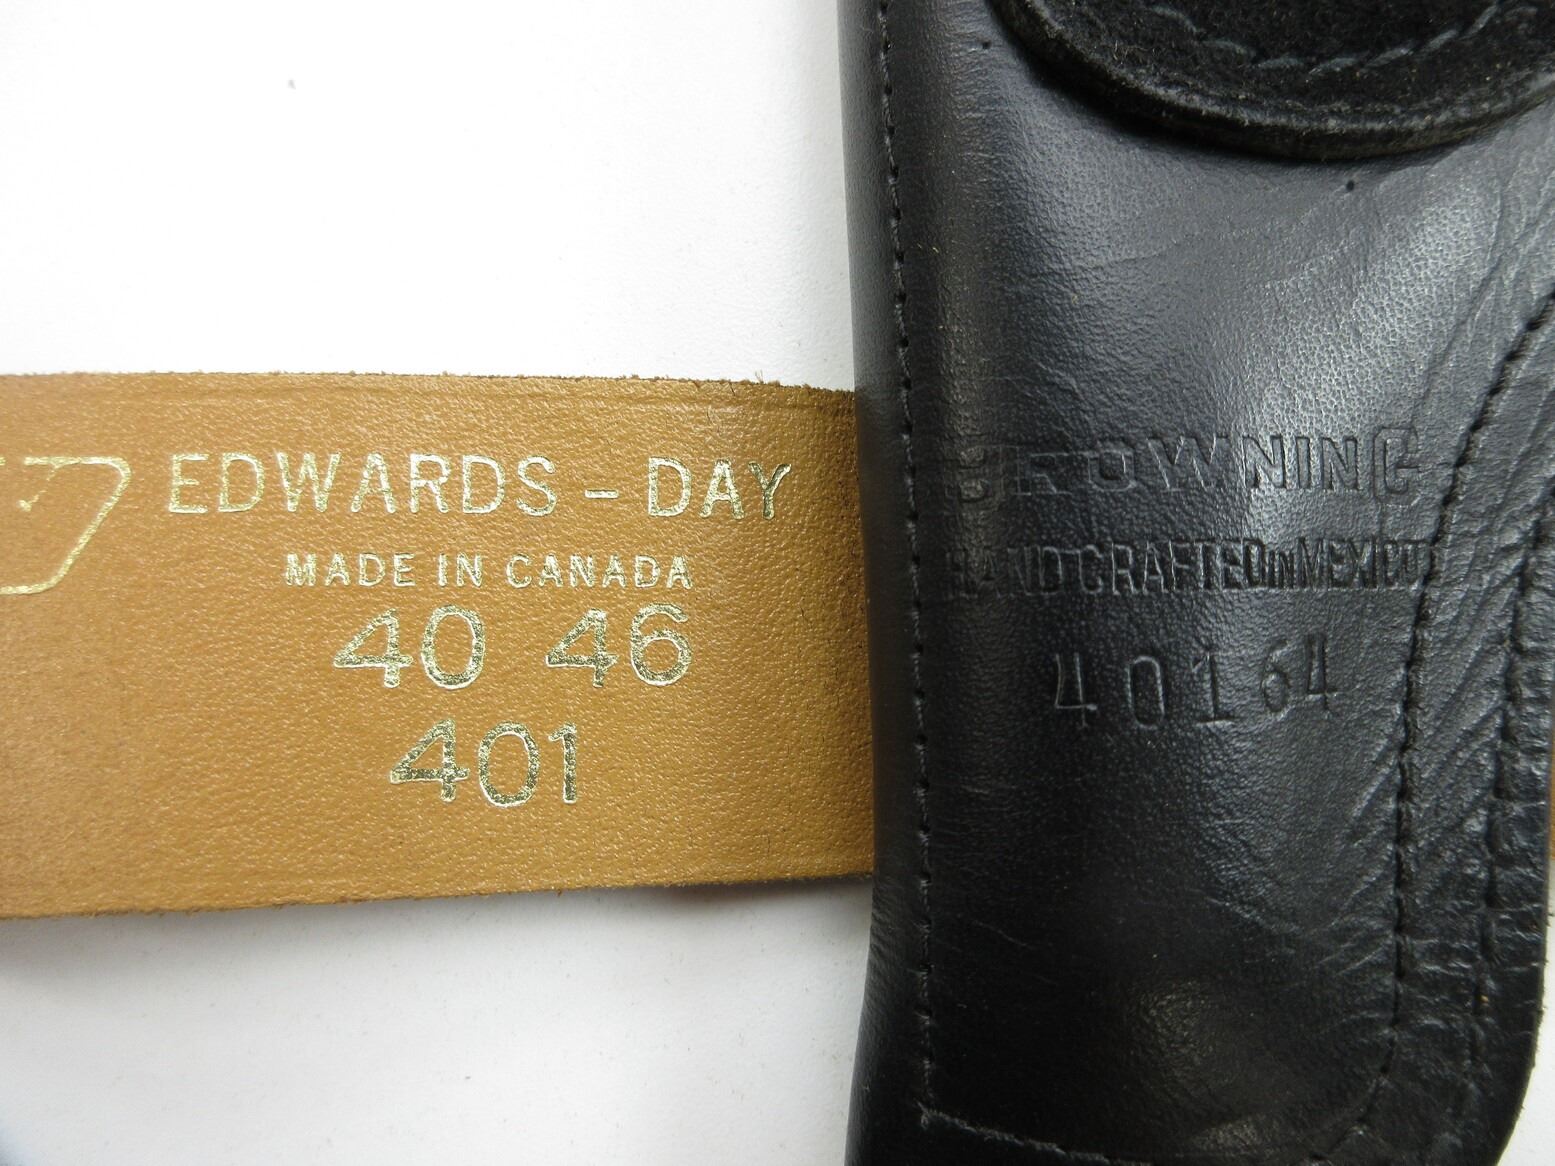 EDWARDS – DAY
MADE IN CANADA
40 46
401
BROWNING
HAND CRAFTED IN MEXICO
40164